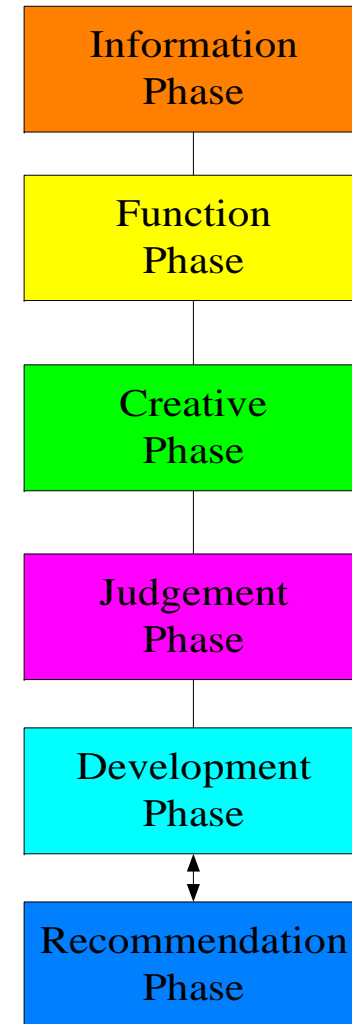 Information
Phase
Function
Phase
Creative
Phase
Judgement
Phase
Development
Phase
Recommendation
Phase